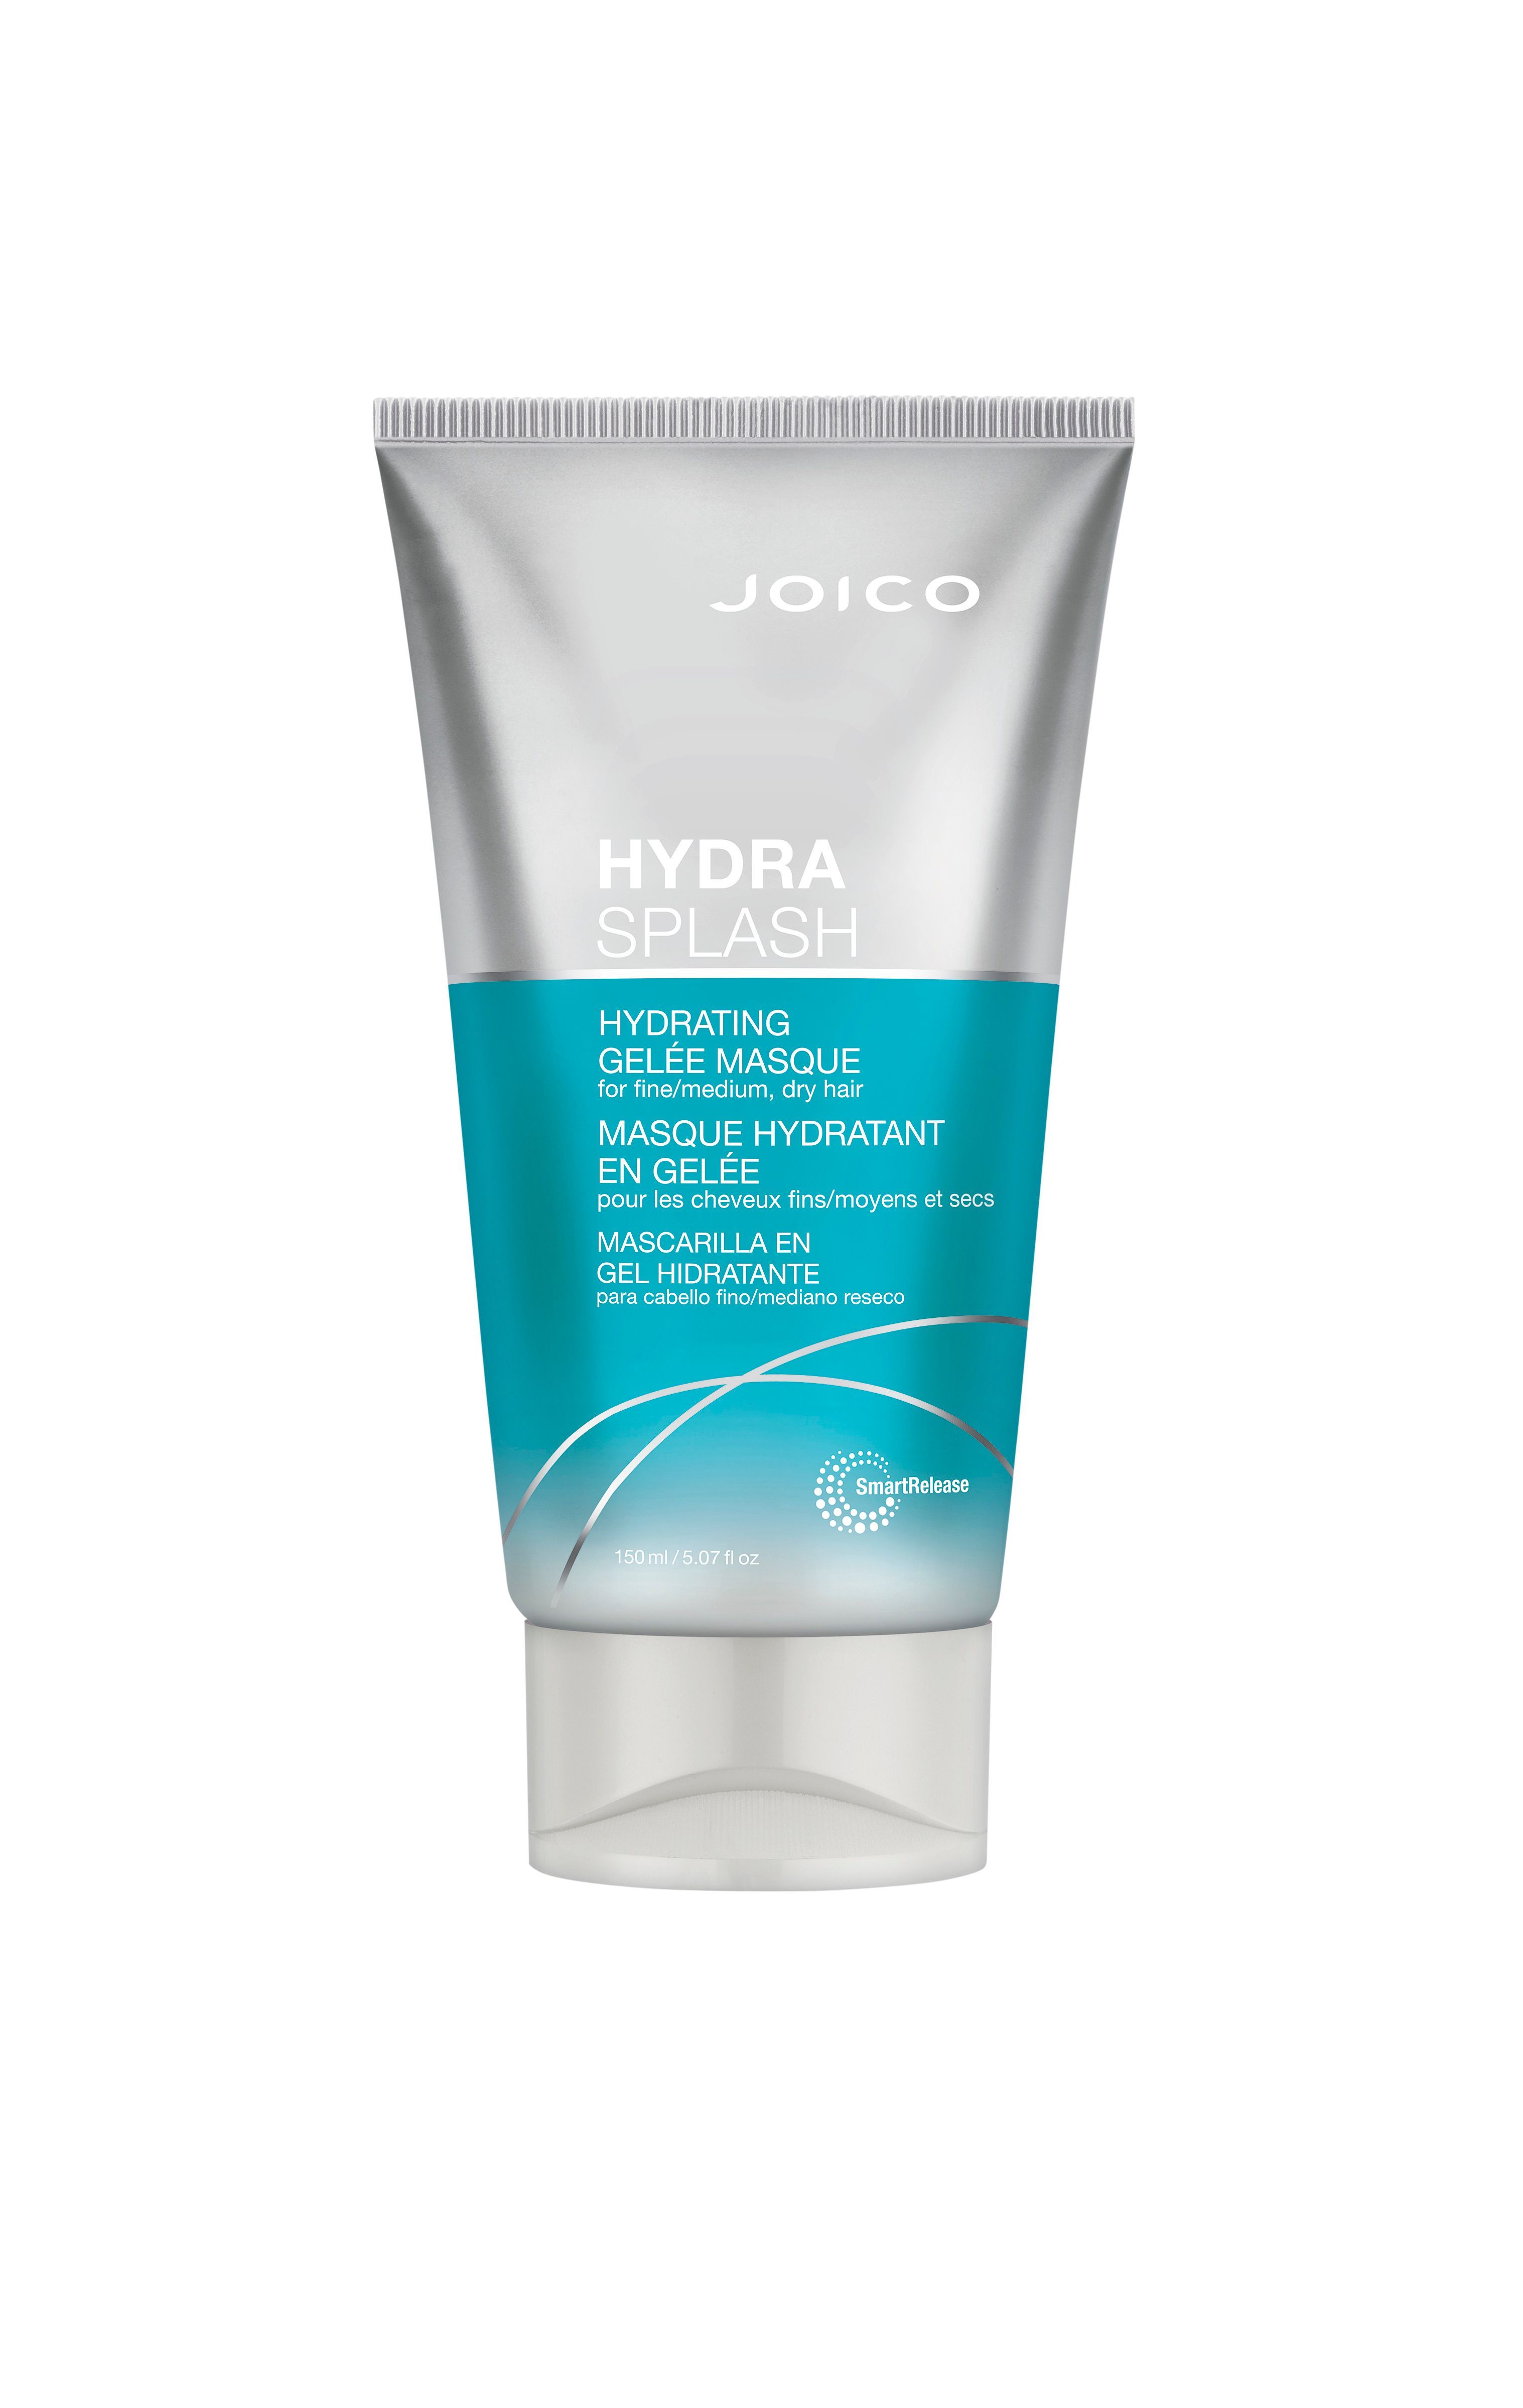 JOICO
HYDRA
SPLASH
HYDRATING
GELÉE MASQUE
for fine/medium, dry hair
MASQUE HYDRATANT
EN GELÉE
pour les cheveux fins/moyens et secs
MASCARILLA EN
GEL HIDRATANTE
para cabello fino/mediano reseco
SmartRelease
150 ml / 5.07 fl oz